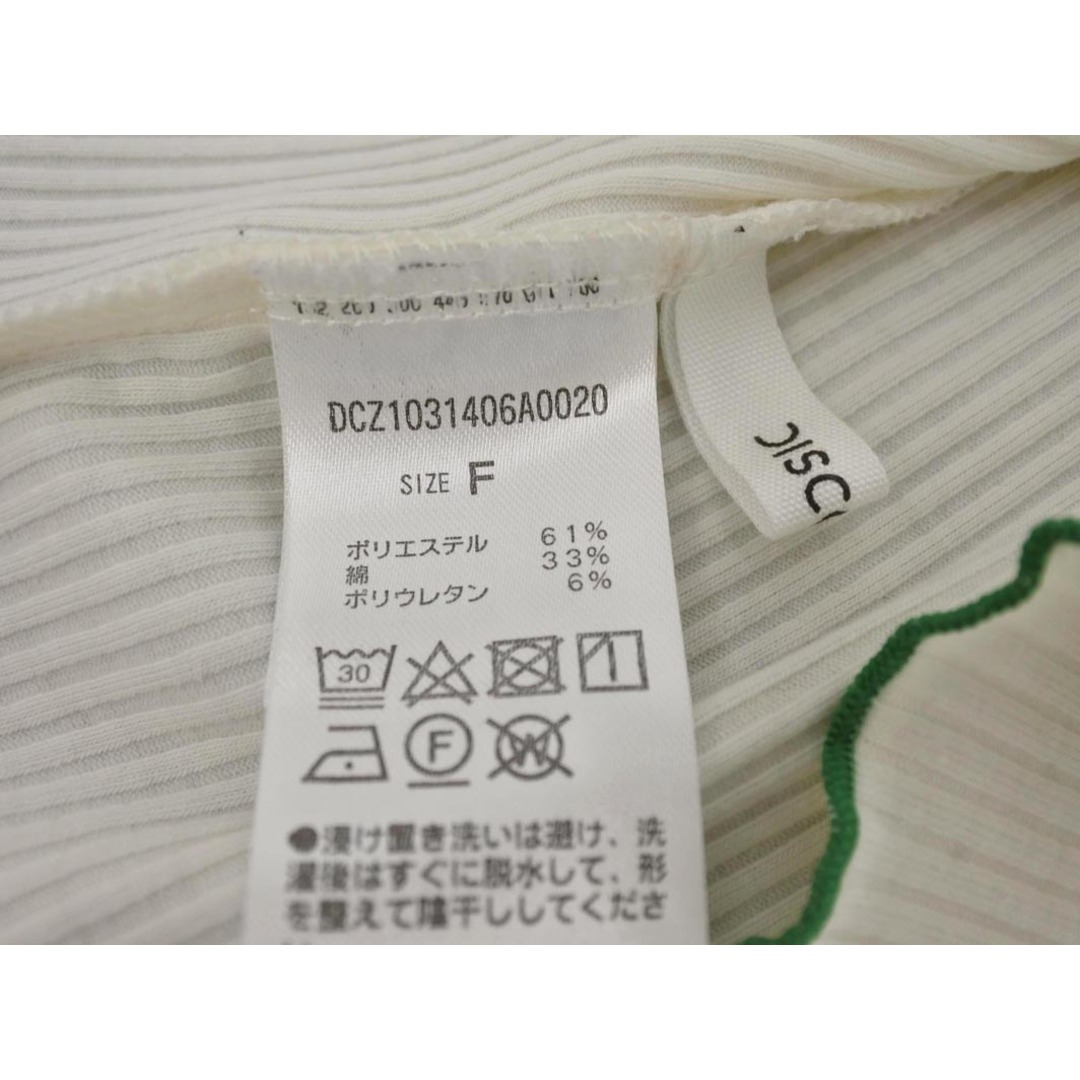 DCZ1031406A0020
SIZE F
ポリエステル 61%
綿 33%
ポリウレタン 6%
30
F
W
●浸け置き洗いは避け、洗
濯後はすぐに脱水して、形
を整えて陰干ししてくださ